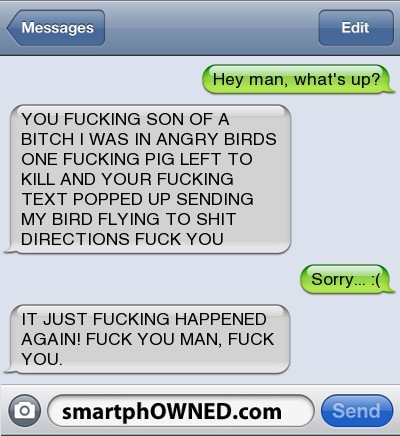 Messages
Edit
Hey man, what's up?
YOU FUCKING SON OF A
BITCH I WAS IN ANGRY BIRDS
ONE FUCKING PIG LEFT TO
KILL AND YOUR FUCKING
TEXT POPPED UP SENDING
MY BIRD FLYING TO SHIT
DIRECTIONS FUCK YOU
Sorry... :(
IT JUST FUCKING HAPPENED
AGAIN! FUCK YOU MAN, FUCK
YOU.
smartphOWNED.com
Send